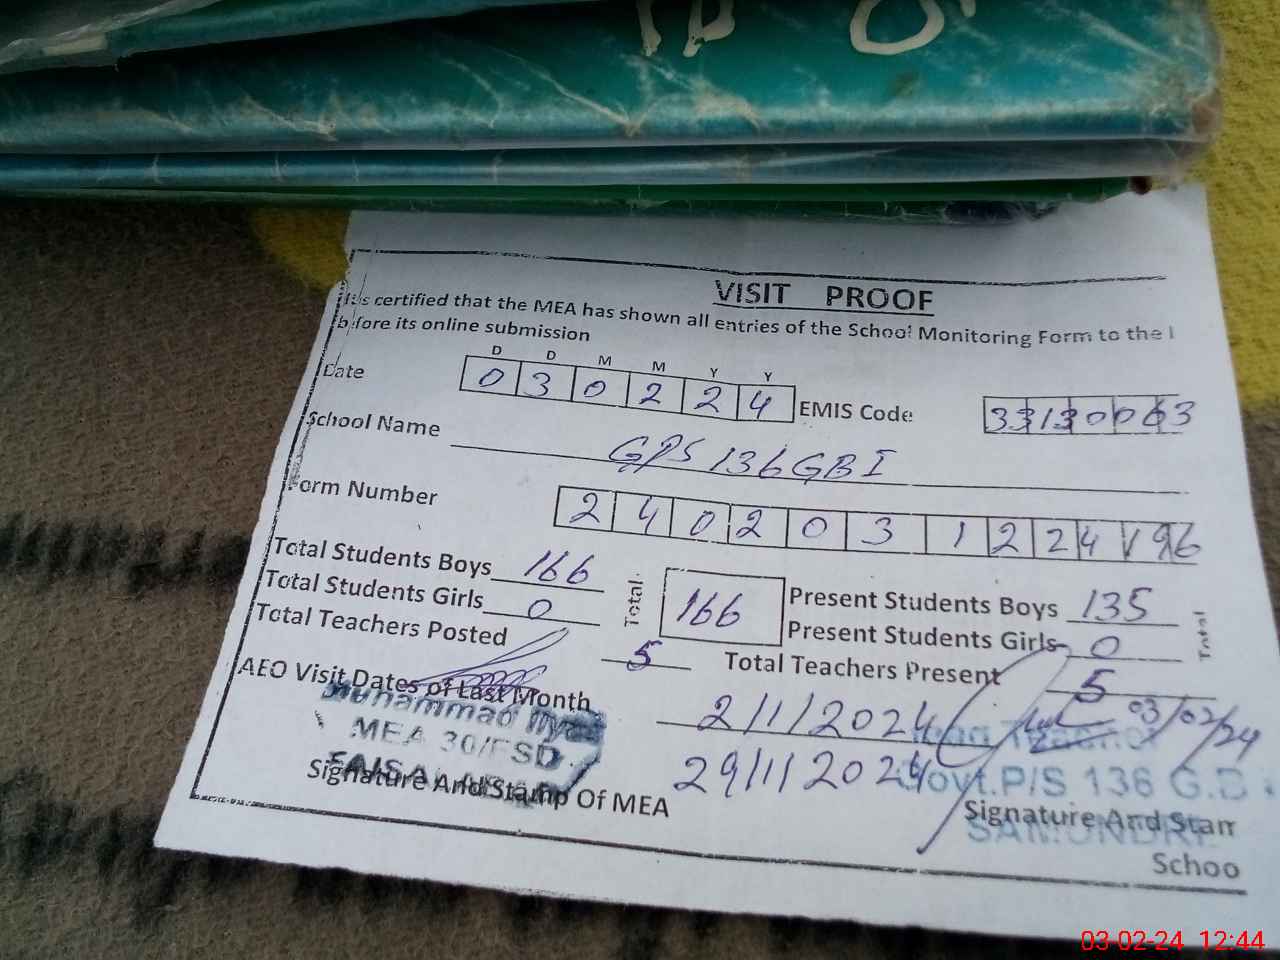 VISIT PROOF
It is certified that the MEA has shown all entries of the School Monitoring Form to the
before its online submission
D D M M Y Y
Date 0 3 0 2 2 4 EMIS Code 33130063
School Name GPS 136 GB I
Form Number 2 4 0 2 0 3 1 2 2 4 1 9 6
Total Students Boys 166 Total 166 Present Students Boys 135 Total
Total Students Girls 0 Present Students Girls 0
Total Teachers Posted 5 Total Teachers Present 5
AEO Visit Dates of Last Month 2/1/2024 03/02/24
29/1/2024
Muhammad Ilyas
MEA 30/FSD
FAISALABAD
Govt. P/S 136 G.B
SAMUNDRI
Signature And Stamp Of MEA Signature And Stam
Schoo
03-02-24 12:44